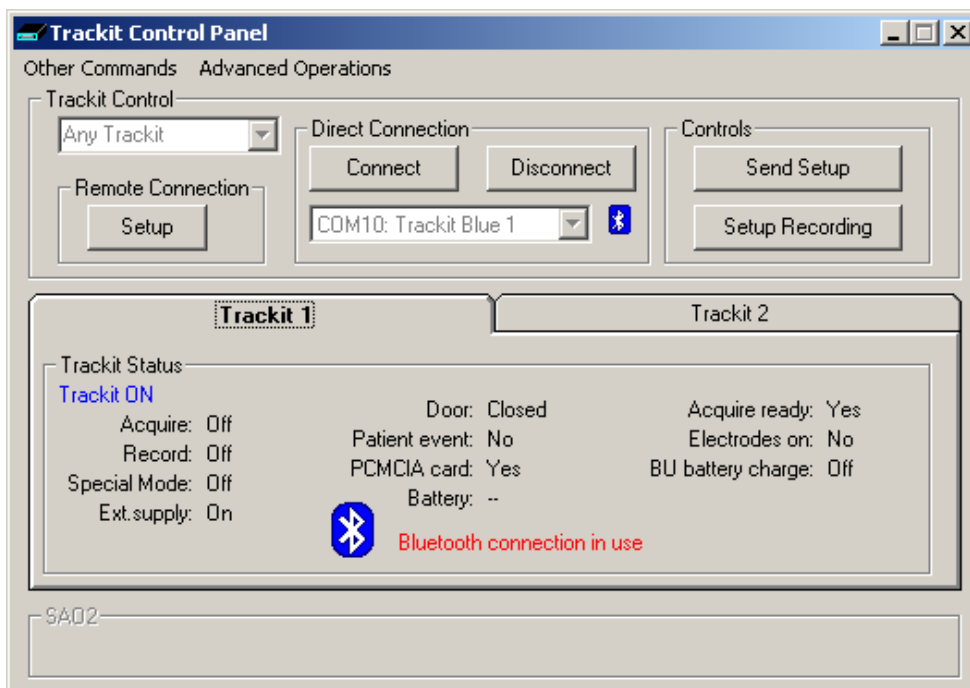 Trackit Control Panel
Other Commands Advanced Operations
Trackit Control
Any Trackit
Remote Connection
Setup
Direct Connection
Connect Disconnect
COM10: Trackit Blue 1
Controls
Send Setup
Setup Recording
Trackit 1 Trackit 2
Trackit Status
Trackit ON
Acquire: Off
Record: Off
Special Mode: Off
Ext.supply: On
Door: Closed
Patient event: No
PCMCIA card: Yes
Battery: --
Bluetooth connection in use
Acquire ready: Yes
Electrodes on: No
BU battery charge: Off
SAO2